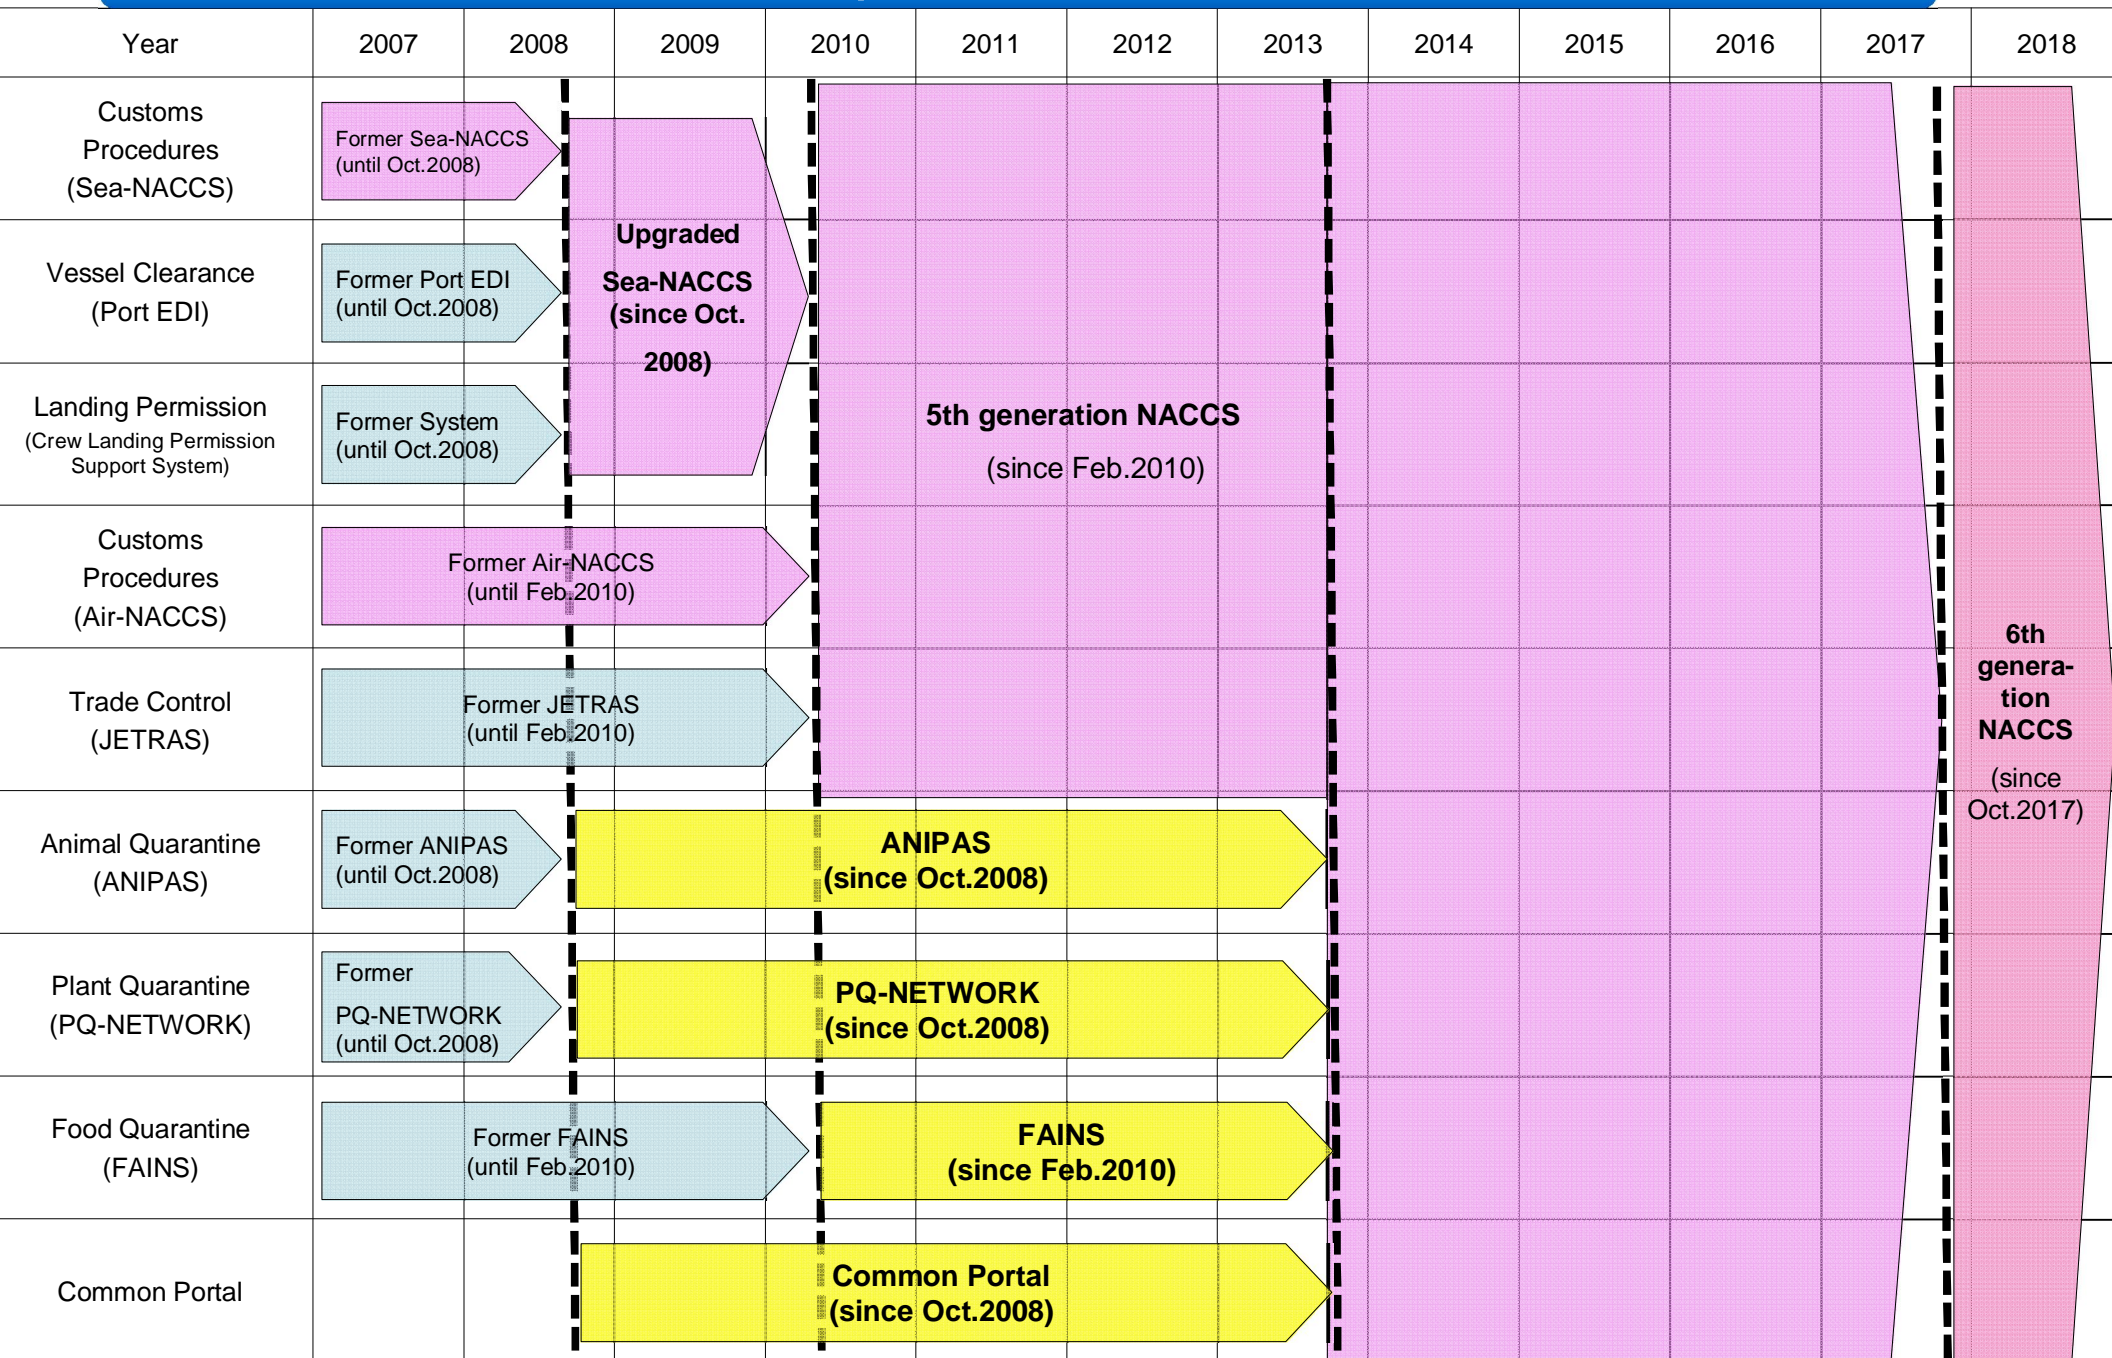 Year 2007 2008 2009 2010 2011 2012 2013 2014 2015 2016 2017 2018
Customs
Procedures
(Sea-NACCS)
Former Sea-NACCS
(until Oct.2008)
Upgraded
Sea-NACCS
(since Oct.
2008)
Vessel Clearance
(Port EDI)
Former Port EDI
(until Oct.2008)
Landing Permission
(Crew Landing Permission
Support System)
Former System
(until Oct.2008)
5th generation NACCS
(since Feb.2010)
Customs
Procedures
(Air-NACCS)
Former Air-NACCS
(until Feb.2010)
Trade Control
(JETRAS)
Former JETRAS
(until Feb.2010)
6th
genera-
tion
NACCS
(since
Oct.2017)
Animal Quarantine
(ANIPAS)
Former ANIPAS
(until Oct.2008)
ANIPAS
(since Oct.2008)
Plant Quarantine
(PQ-NETWORK)
Former
PQ-NETWORK
(until Oct.2008)
PQ-NETWORK
(since Oct.2008)
Food Quarantine
(FAINS)
Former FAINS
(until Feb.2010)
FAINS
(since Feb.2010)
Common Portal
Common Portal
(since Oct.2008)